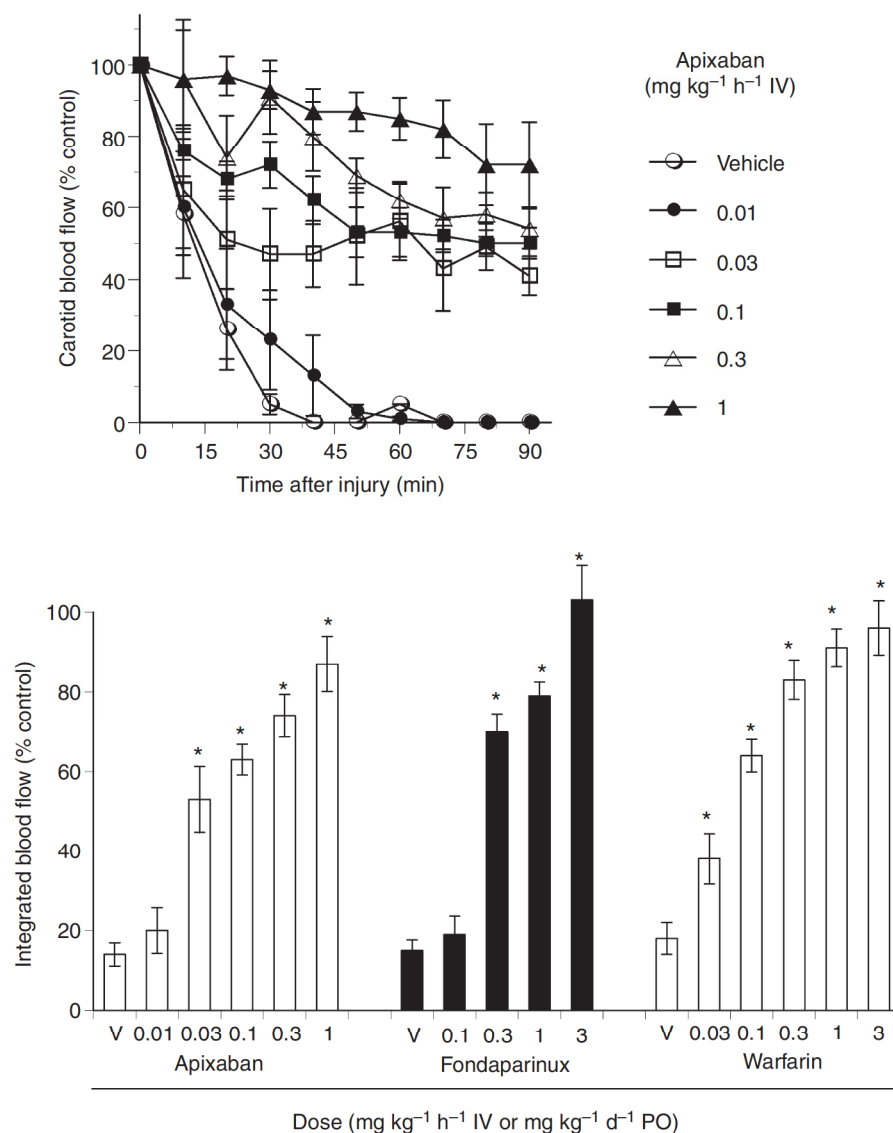 Carotid blood flow (% control)
100
80
60
40
20
0
0 15 30 45 60 75 90
Time after injury (min)
Apixaban
(mg kg⁻¹ h⁻¹ IV)
Vehicle
0.01
0.03
0.1
0.3
1
Integrated blood flow (% control)
100
80
60
40
20
0
* * * * * * * * * * * *
V 0.01 0.03 0.1 0.3 1 V 0.1 0.3 1 3 V 0.03 0.1 0.3 1 3
Apixaban Fondaparinux Warfarin
Dose (mg kg⁻¹ h⁻¹ IV or mg kg⁻¹ d⁻¹ PO)